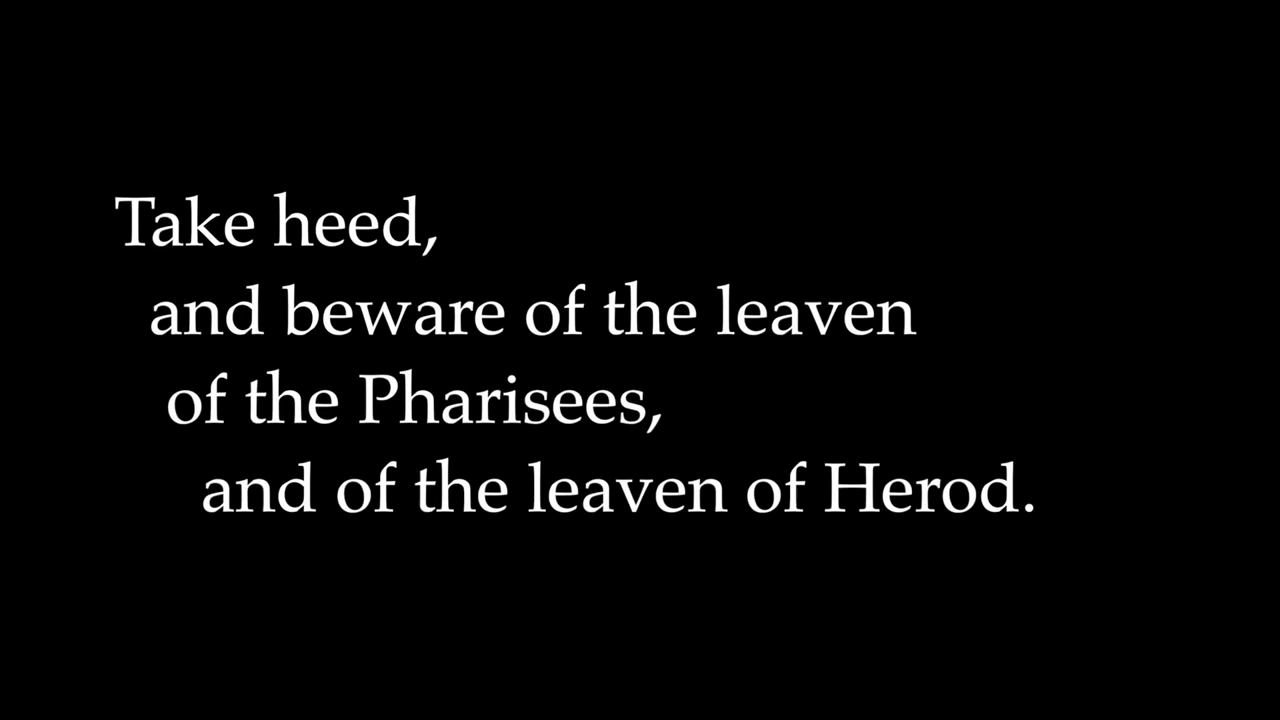 Take heed,
and beware of the leaven
of the Pharisees,
and of the leaven of Herod.